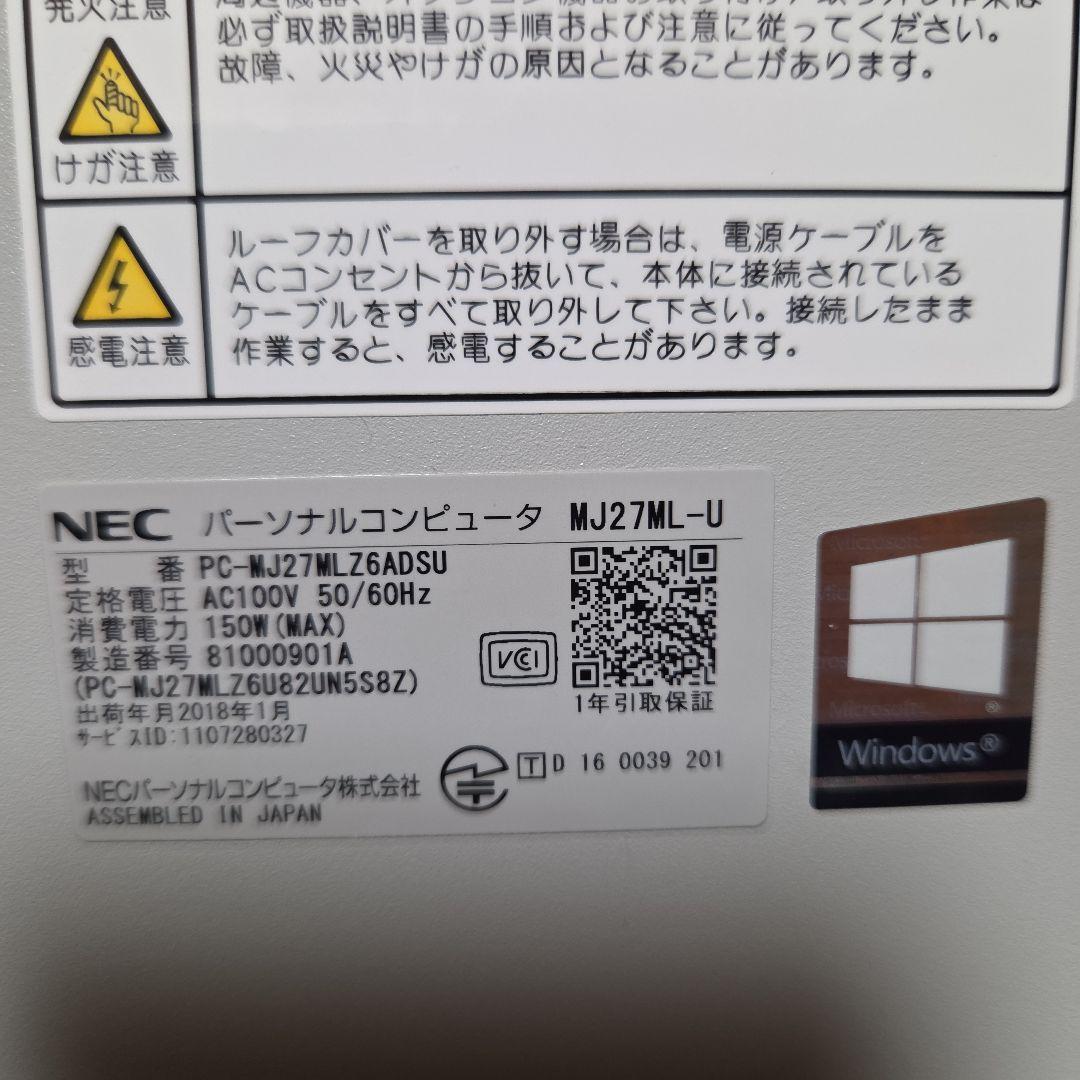 発火注意
必ず取扱説明書の手順および注意に従ってください。
故障、火災やけがの原因となることがあります。
けが注意
ルーフカバーを取り外す場合は、電源ケーブルを
ACコンセントから抜いて、本体に接続されている
ケーブルをすべて取り外して下さい。接続したまま
作業すると、感電することがあります。
感電注意
NEC パーソナルコンピュータ MJ27ML-U
型番 PC-MJ27MLZ6ADSU
定格電圧 AC100V 50/60Hz
消費電力 150W(MAX)
製造番号 81000901A
(PC-MJ27MLZ6U82UN5S8Z)
出荷年月2018年1月
サービスID:1107280327
VCCI
1年引取保証
NECパーソナルコンピュータ株式会社
ASSEMBLED IN JAPAN
T D 16 0039 201
Microsoft
Microsoft
Windows®